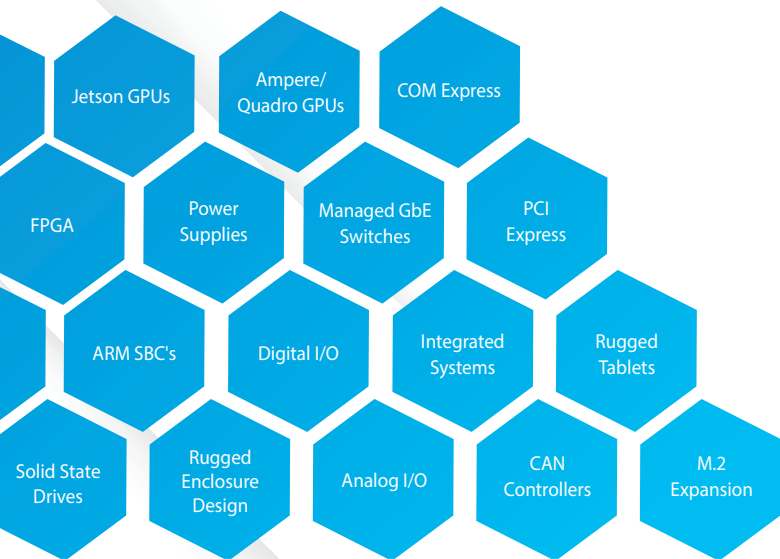 Jetson GPUs
Ampere/
Quadro GPUs
COM Express
FPGA
Power
Supplies
Managed GbE
Switches
PCI
Express
ARM SBC's
Digital I/O
Integrated
Systems
Rugged
Tablets
Solid State
Drives
Rugged
Enclosure
Design
Analog I/O
CAN
Controllers
M.2
Expansion